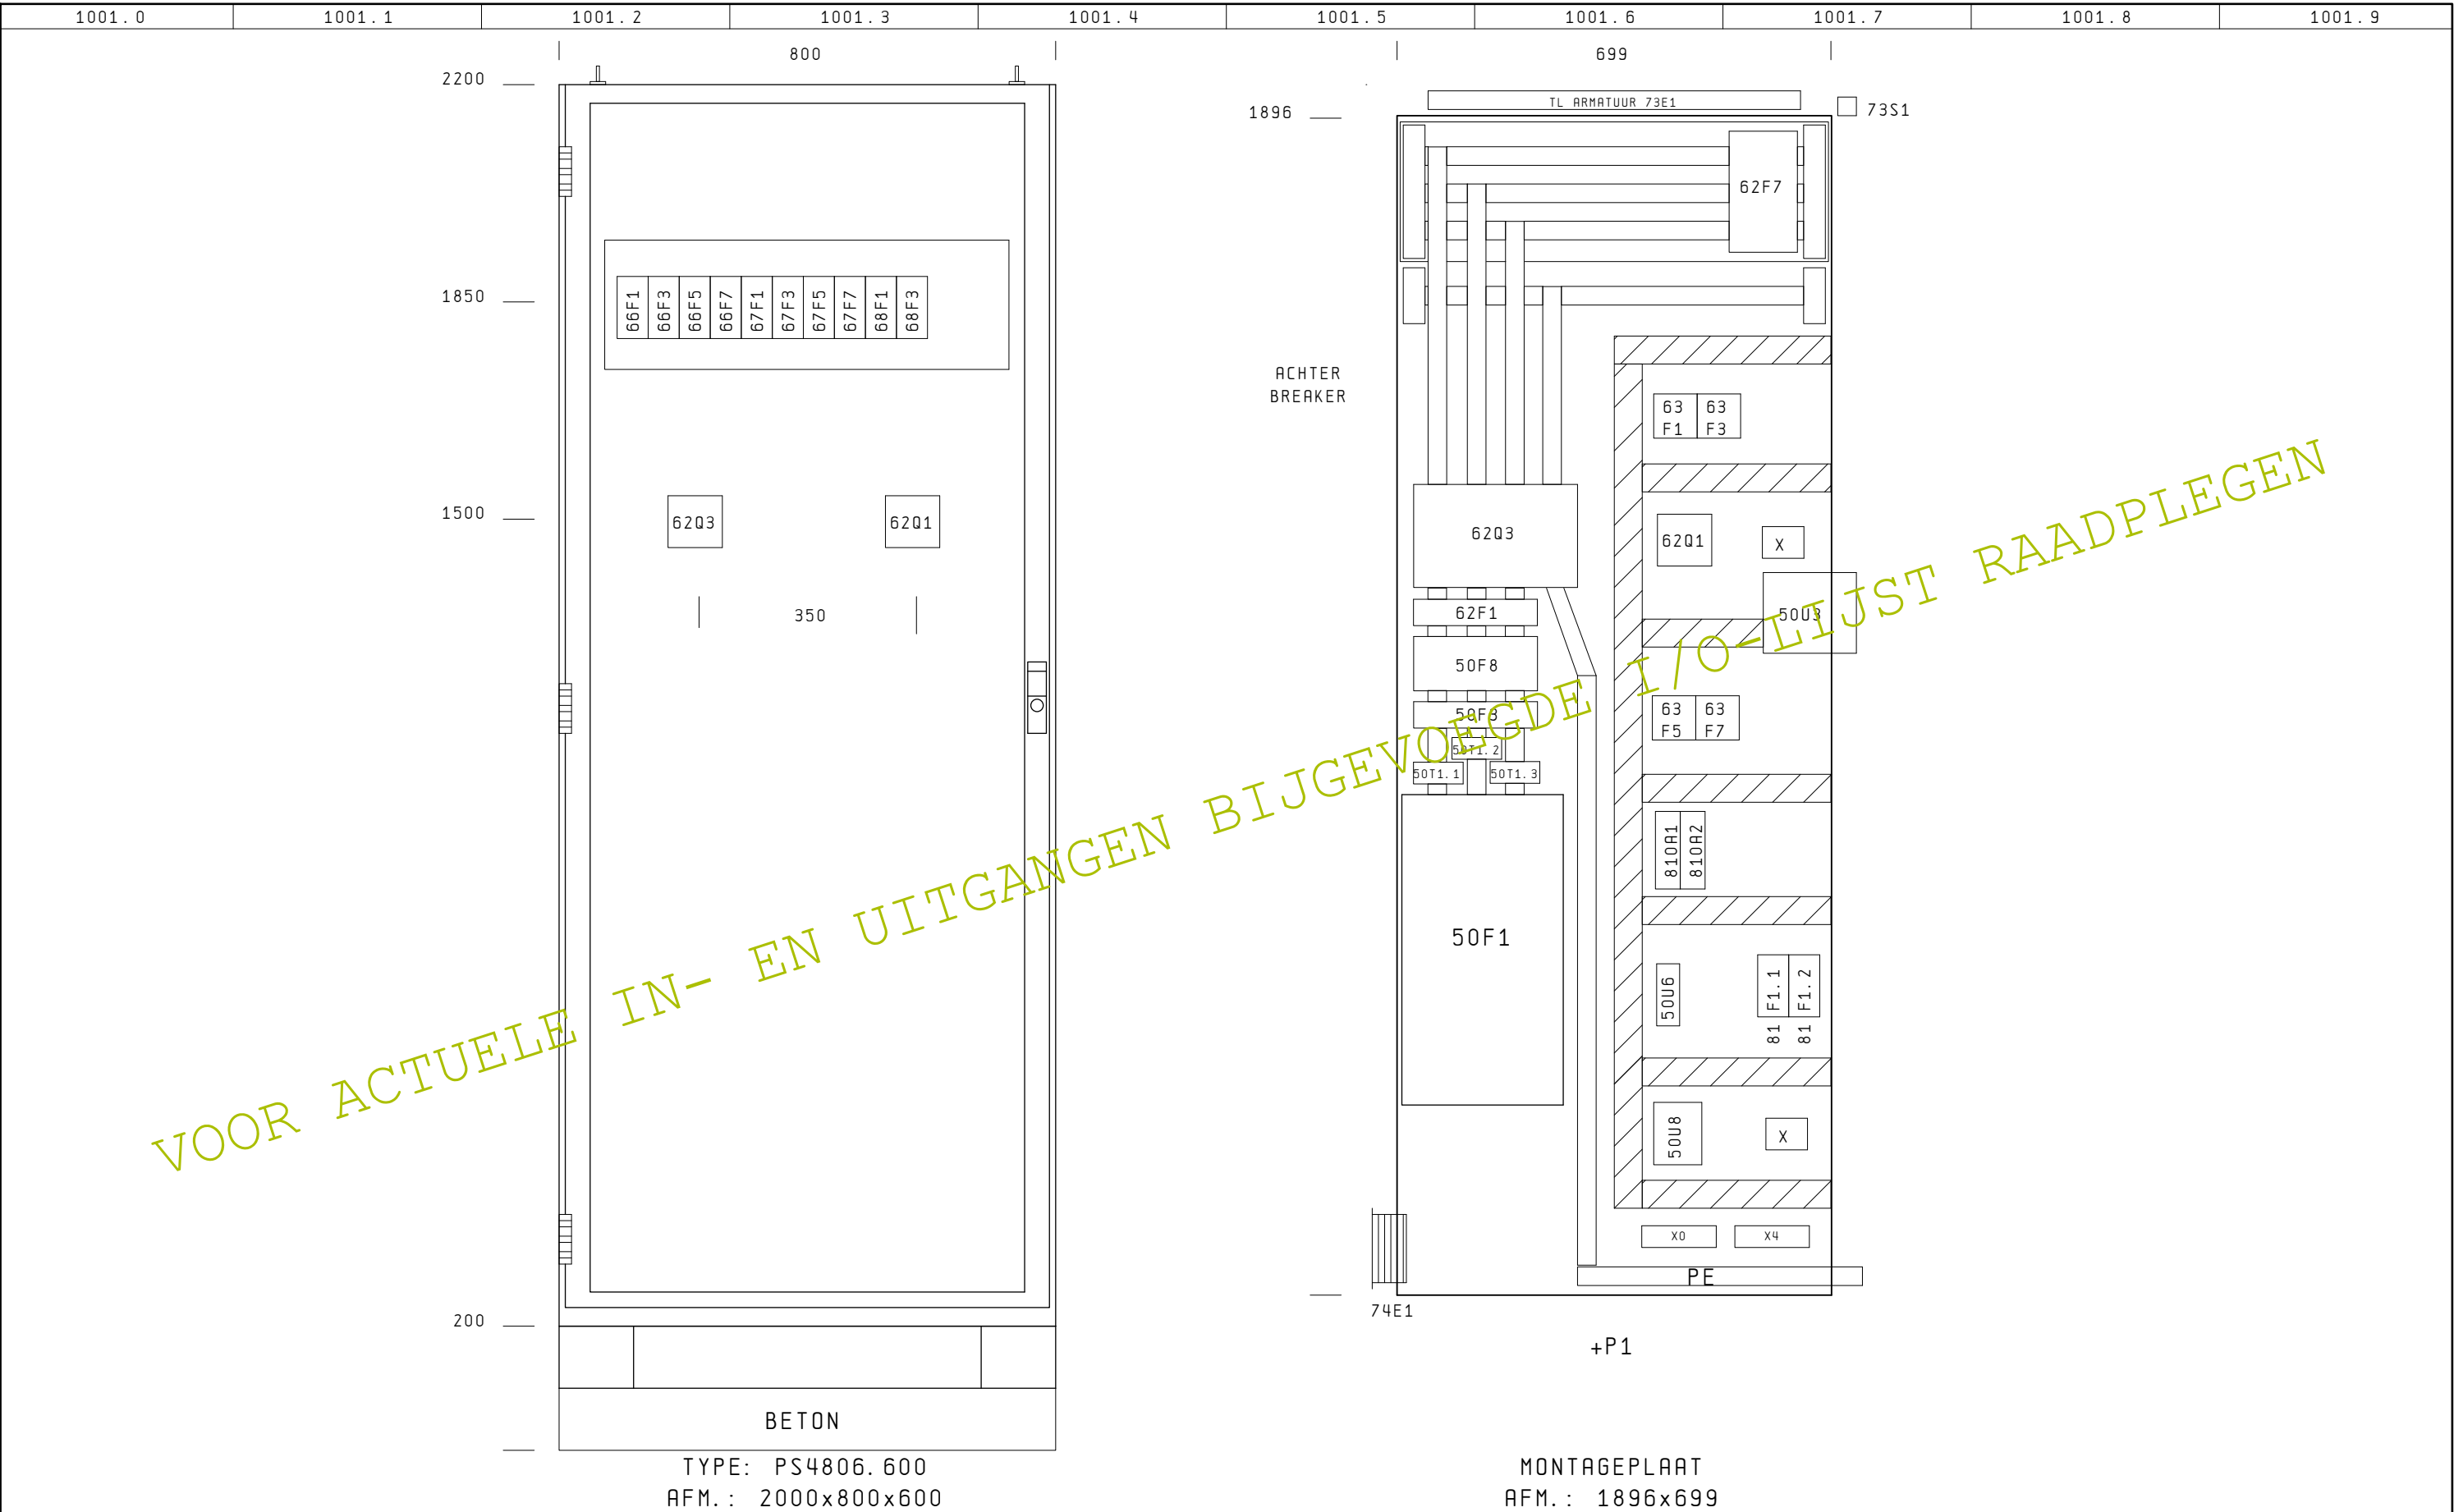 1001.0 1001.1 1001.2 1001.3 1001.4 1001.5 1001.6 1001.7 1001.8 1001.9
800
2200
1850
66F1 66F3 66F5 66F7 67F1 67F3 67F5 67F7 68F1 68F3
1500
62Q3 62Q1
350
200
BETON
TYPE: PS4806.600
AFM.: 2000x800x600
699
TL ARMATUUR 73E1
73S1
1896
62F7
ACHTER
BREAKER
63 63
F1 F3
62Q3
62Q1 X
62F1
50U3
50F8
50F3
63 63
F5 F7
50T1.2
50T1.1 50T1.3
810A1 810A2
50F1
50U6
81 F1.1 81 F1.2
50U8 X
X0 X4
PE
74E1
+P1
MONTAGEPLAAT
AFM.: 1896x699
VOOR ACTUELE IN- EN UITGANGEN BIJGEVOEGDE I/O-LIJST RAADPLEGEN